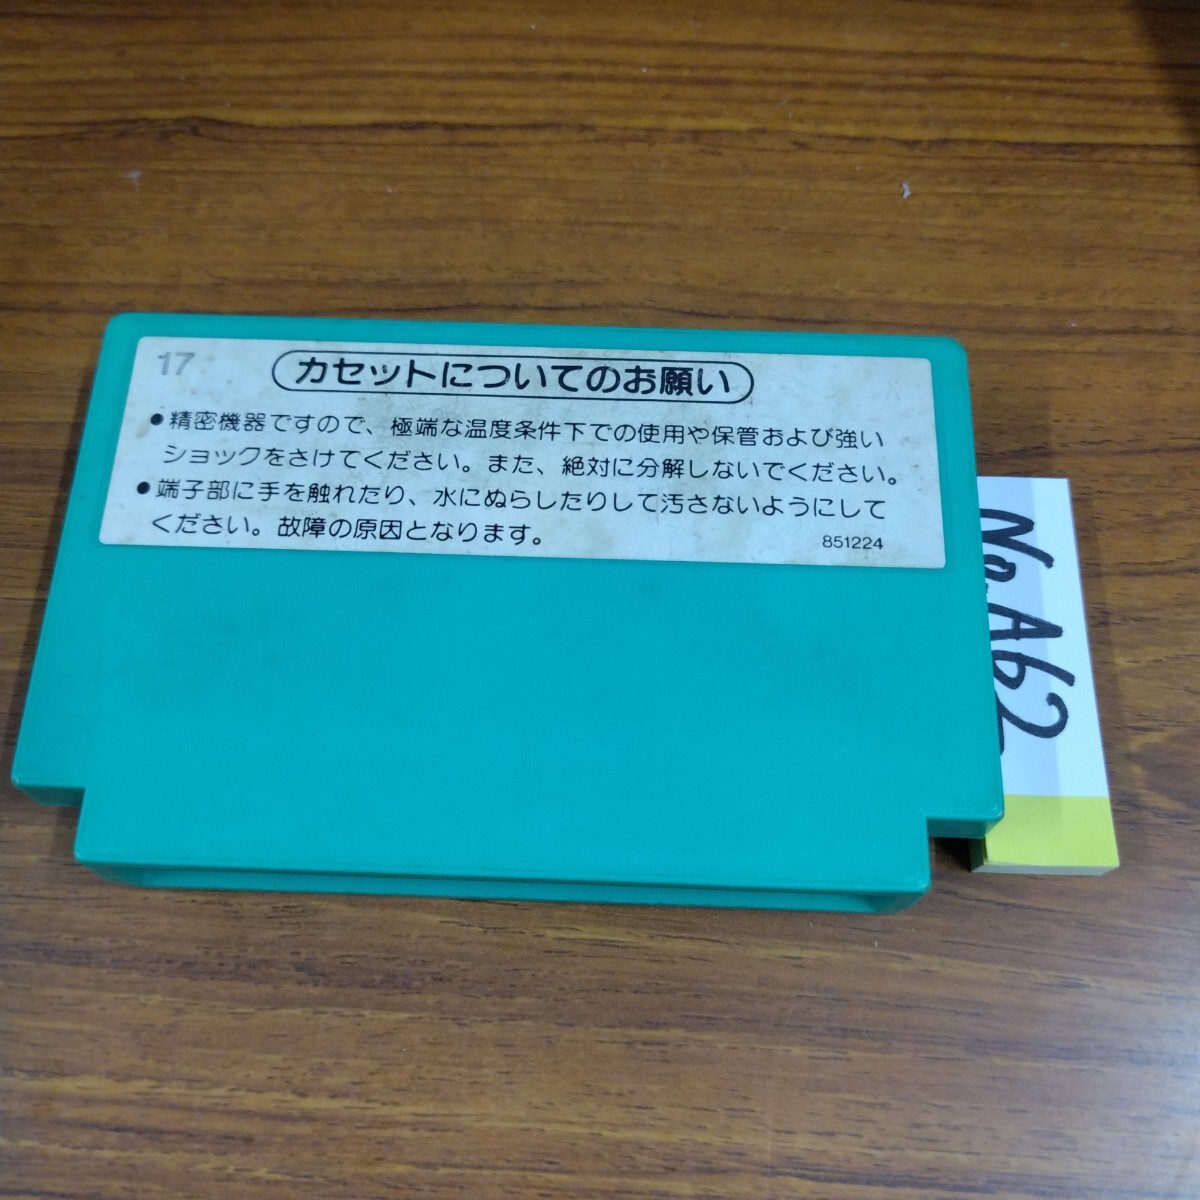 17
カセットについてのお願い
●精密機器ですので、極端な温度条件下での使用や保管および強い
ショックをさけてください。また、絶対に分解しないでください。
●端子部に手を触れたり、水にぬらしたりして汚さないようにして
ください。故障の原因となります。
851224
No.A62